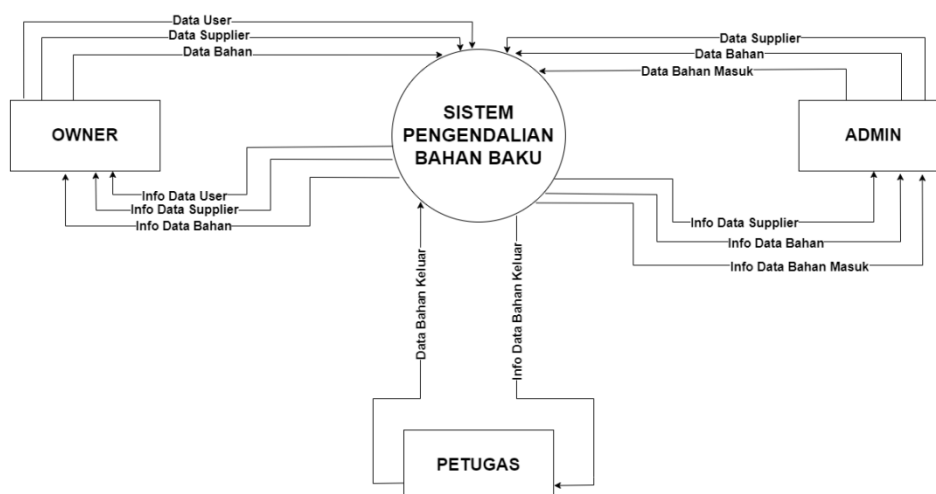 Data User
Data Supplier
Data Bahan
Data Supplier
Data Bahan
Data Bahan Masuk
OWNER
SISTEM
PENGENDALIAN
BAHAN BAKU
ADMIN
Info Data User
Info Data Supplier
Info Data Bahan
Info Data Supplier
Info Data Bahan
Info Data Bahan Masuk
Data Bahan Keluar
Info Data Bahan Keluar
PETUGAS